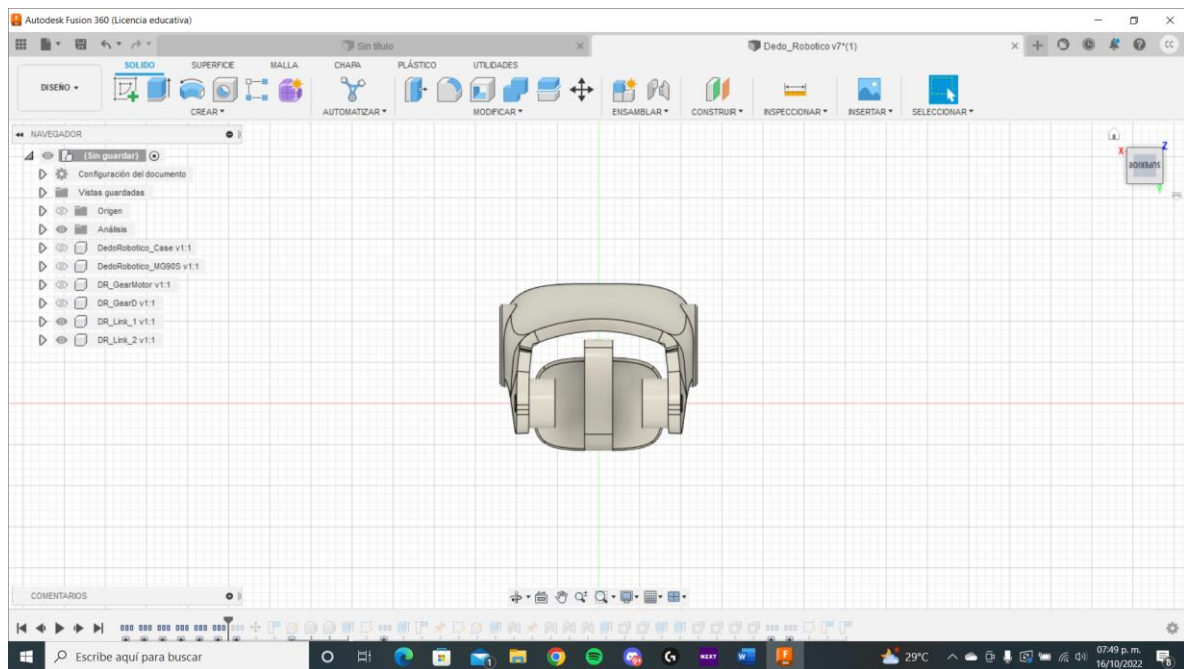 Autodesk Fusion 360 (Licencia educativa)
Sin título
Dedo_Robotico v7*(1)
CC
SOLIDO SUPERFICIE MALLA CHAPA PLÁSTICO UTILIDADES
DISEÑO
CREAR AUTOMATIZAR MODIFICAR ENSAMBLAR CONSTRUIR INSPECCIONAR INSERTAR SELECCIONAR
NAVEGADOR
(Sin guardar)
Configuración del documento
Vistas guardadas
Origen
Análisis
DedoRobotico_Case v1:1
DedoRobotico_MG90S v1:1
DR_GearMotor v1:1
DR_GearD v1:1
DR_Link_1 v1:1
DR_Link_2 v1:1
X
Z
SUPERIOR
Y
COMENTARIOS
Escribe aquí para buscar
NZXT
29°C
07:49 p. m.
16/10/2022